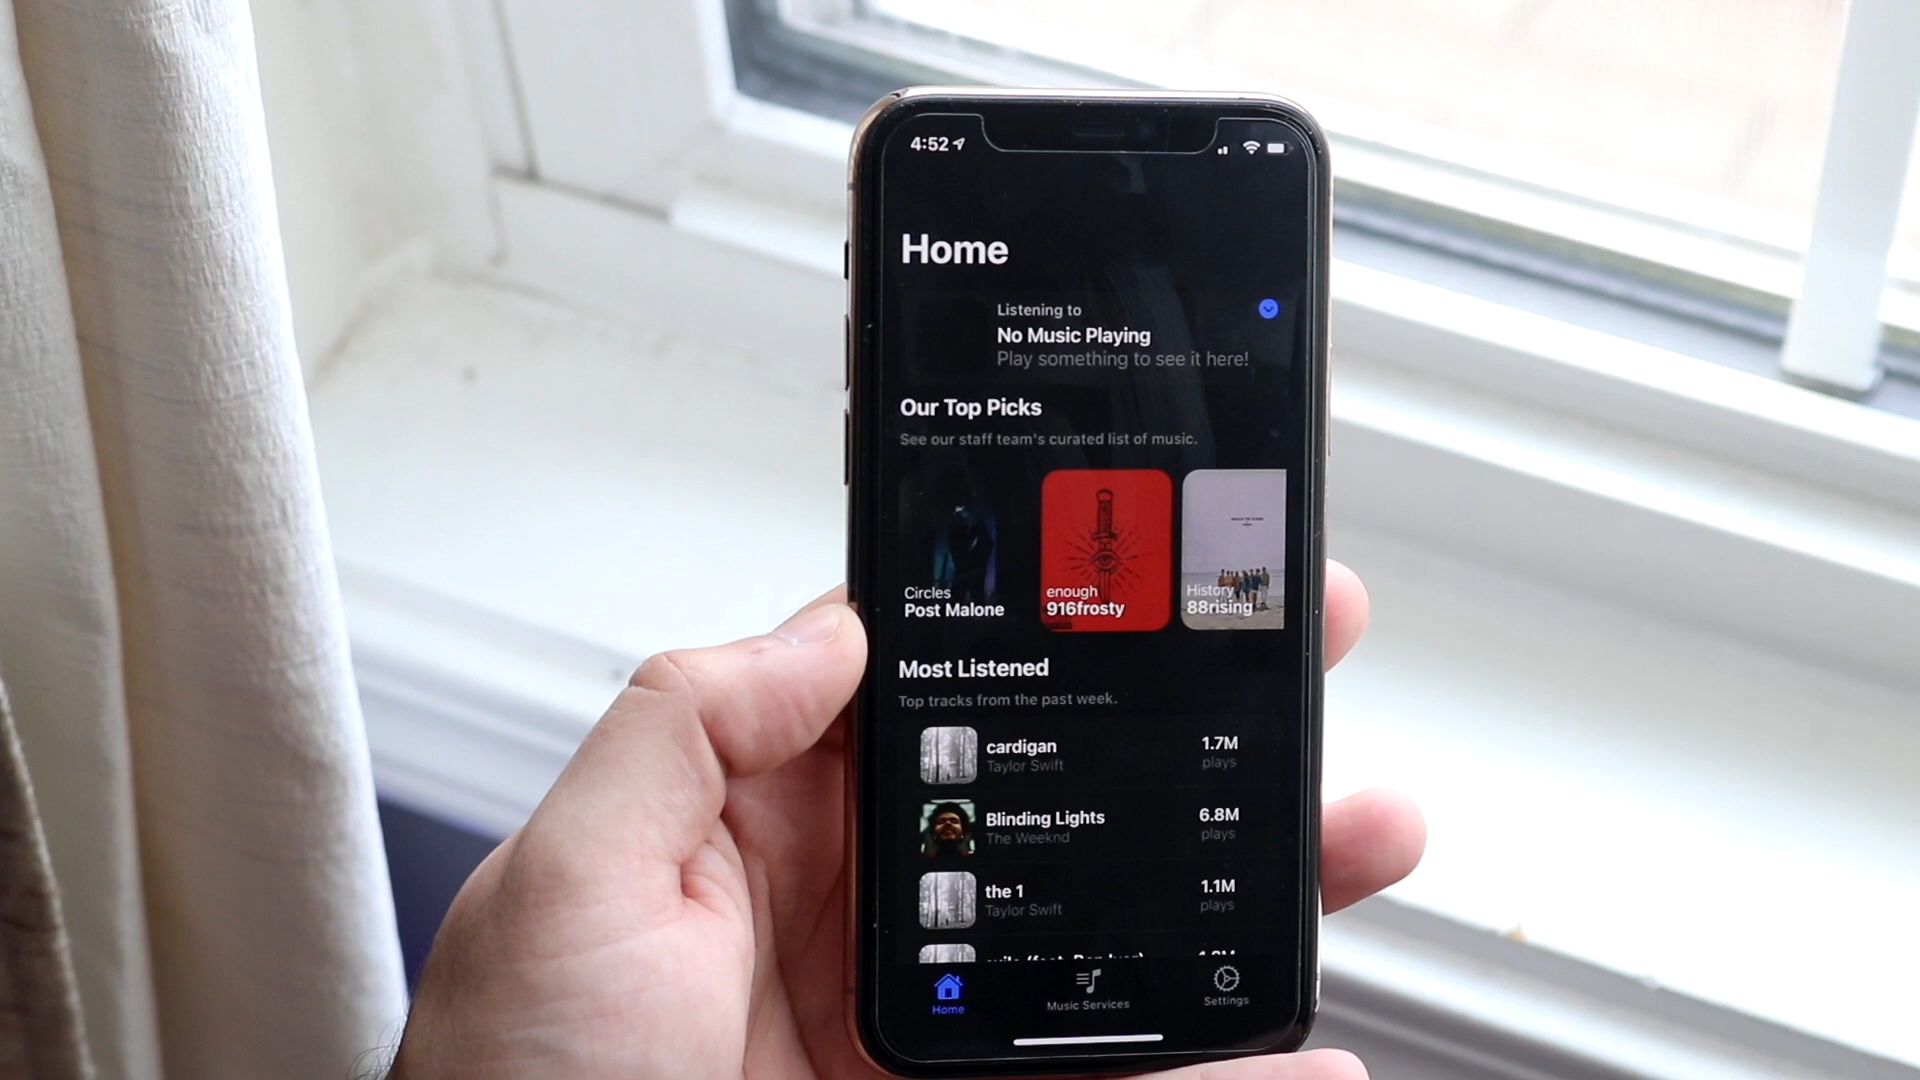 4:52
Home
Listening to
No Music Playing
Play something to see it here!
Our Top Picks
See our staff team's curated list of music.
Circles
Post Malone
enough
916frosty
History
88rising
Most Listened
Top tracks from the past week.
cardigan
Taylor Swift
1.7M
plays
Blinding Lights
The Weeknd
6.8M
plays
the 1
Taylor Swift
1.1M
plays
Home
Music Services
Settings